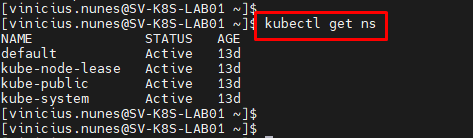 [vinicius.nunes@SV-K8S-LAB01 ~]$
[vinicius.nunes@SV-K8S-LAB01 ~]$ kubectl get ns
NAME STATUS AGE
default Active 13d
kube-node-lease Active 13d
kube-public Active 13d
kube-system Active 13d
[vinicius.nunes@SV-K8S-LAB01 ~]$
[vinicius.nunes@SV-K8S-LAB01 ~]$